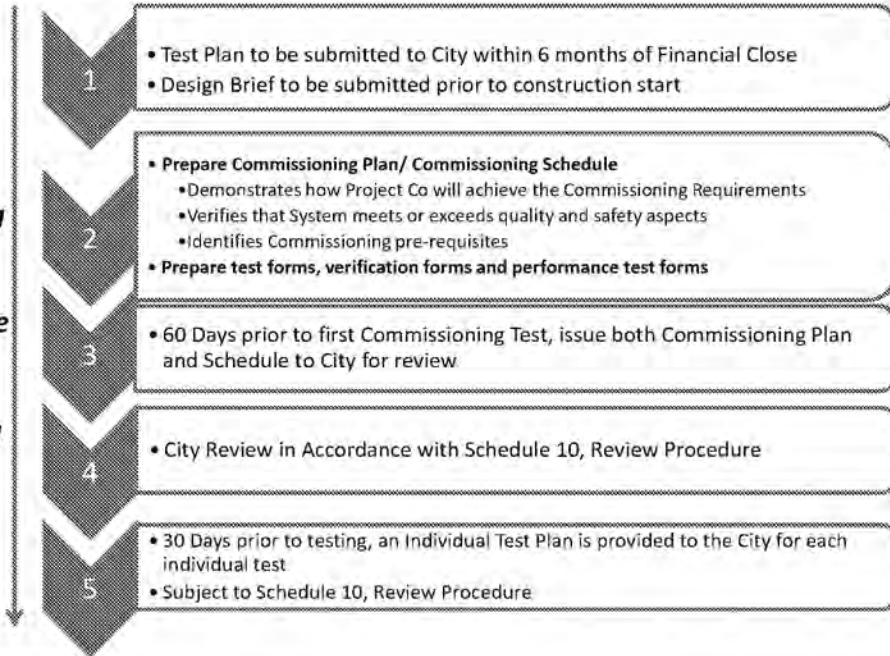 1
• Test Plan to be submitted to City within 6 months of Financial Close
• Design Brief to be submitted prior to construction start
2
• Prepare Commissioning Plan/ Commissioning Schedule
•Demonstrates how Project Co will achieve the Commissioning Requirements
•Verifies that System meets or exceeds quality and safety aspects
•Identifies Commissioning pre-requisites
• Prepare test forms, verification forms and performance test forms
3
• 60 Days prior to first Commissioning Test, issue both Commissioning Plan
and Schedule to City for review
4
• City Review in Accordance with Schedule 10, Review Procedure
5
• 30 Days prior to testing, an Individual Test Plan is provided to the City for each
individual test
• Subject to Schedule 10, Review Procedure